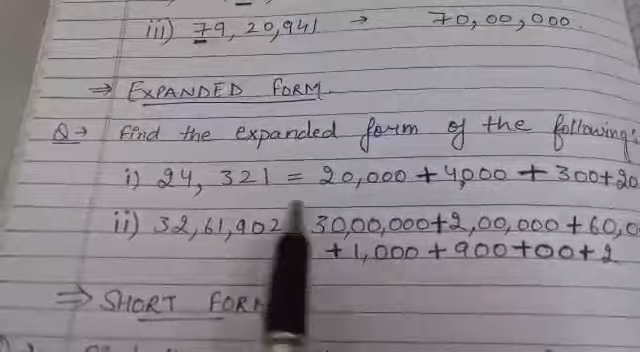 iii) 79, 20,941 → 70,00,000.
⇒ EXPANDED FORM
Q→ Find the expanded form of the following:
i) 24, 321 = 20,000 + 4,000 + 300 + 20
ii) 32,61,902 30,00,000+2,00,000 + 60,0
+ 1,000 + 900 + 00 + 2
⇒ SHORT FORM